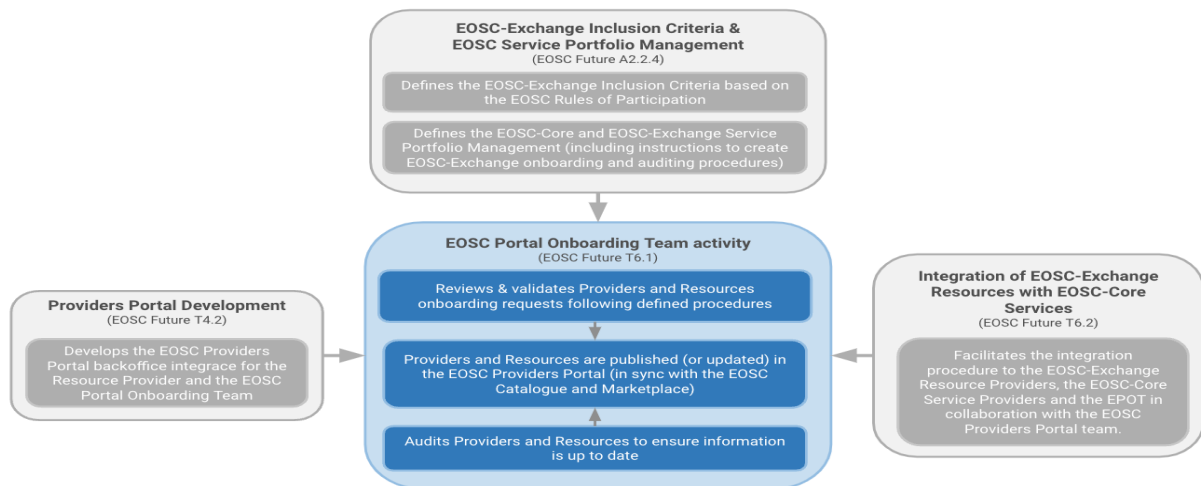 EOSC-Exchange Inclusion Criteria &
EOSC Service Portfolio Management
(EOSC Future A2.2.4)
Defines the EOSC-Exchange Inclusion Criteria based on
the EOSC Rules of Participation
Defines the EOSC-Core and EOSC-Exchange Service
Portfolio Management (including instructions to create
EOSC-Exchange onboarding and auditing procedures)
EOSC Portal Onboarding Team activity
(EOSC Future T6.1)
Reviews & validates Providers and Resources
onboarding requests following defined procedures
Providers and Resources are published (or updated) in
the EOSC Providers Portal (in sync with the EOSC
Catalogue and Marketplace)
Audits Providers and Resources to ensure information
is up to date
Providers Portal Development
(EOSC Future T4.2)
Develops the EOSC Providers
Portal backoffice integrace for the
Resource Provider and the EOSC
Portal Onboarding Team
Integration of EOSC-Exchange
Resources with EOSC-Core
Services
(EOSC Future T6.2)
Facilitates the integration
procedure to the EOSC-Exchange
Resource Providers, the EOSC-Core
Service Providers and the EPOT in
collaboration with the EOSC
Providers Portal team.